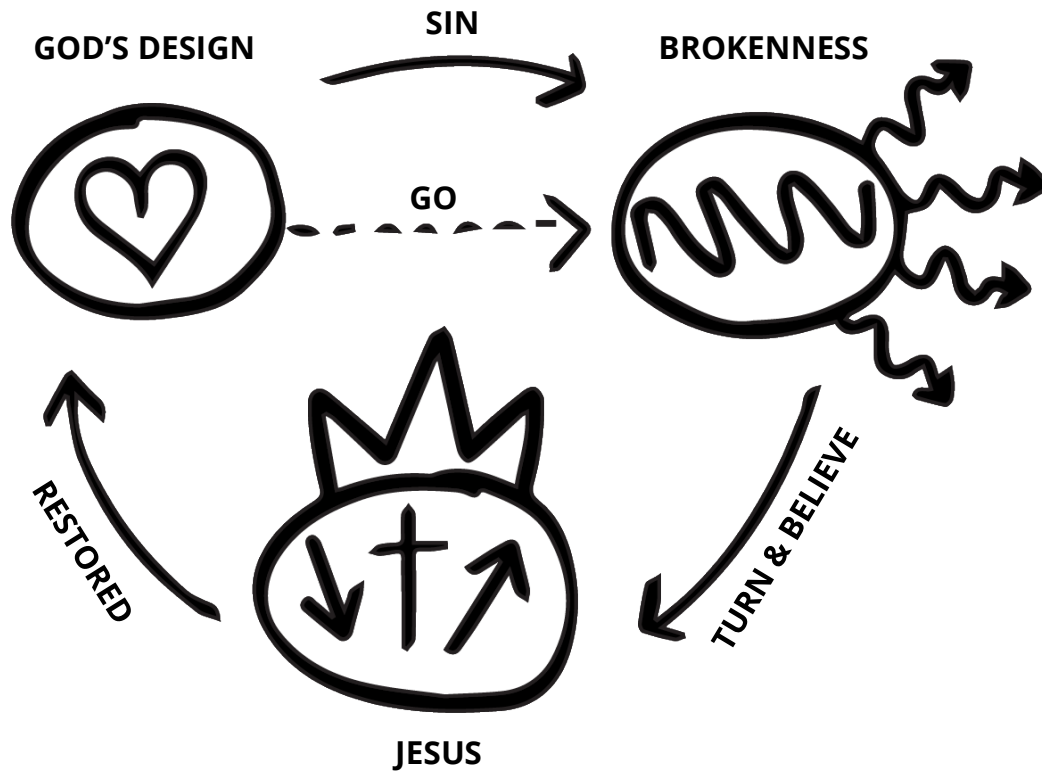 SIN
GOD’S DESIGN
BROKENNESS
GO
RESTORED
TURN & BELIEVE
JESUS